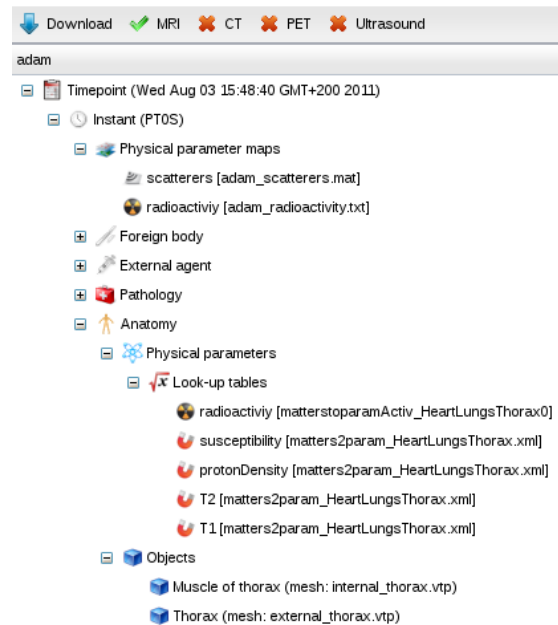 Download MRI CT PET Ultrasound
adam
Timepoint (Wed Aug 03 15:48:40 GMT+200 2011)
Instant (PT0S)
Physical parameter maps
scatterers [adam_scatterers.mat]
radioactiviy [adam_radioactivity.txt]
Foreign body
External agent
Pathology
Anatomy
Physical parameters
Look-up tables
radioactiviy [matterstoparamActiv_HeartLungsThorax0]
susceptibility [matters2param_HeartLungsThorax.xml]
protonDensity [matters2param_HeartLungsThorax.xml]
T2 [matters2param_HeartLungsThorax.xml]
T1 [matters2param_HeartLungsThorax.xml]
Objects
Muscle of thorax (mesh: internal_thorax.vtp)
Thorax (mesh: external_thorax.vtp)